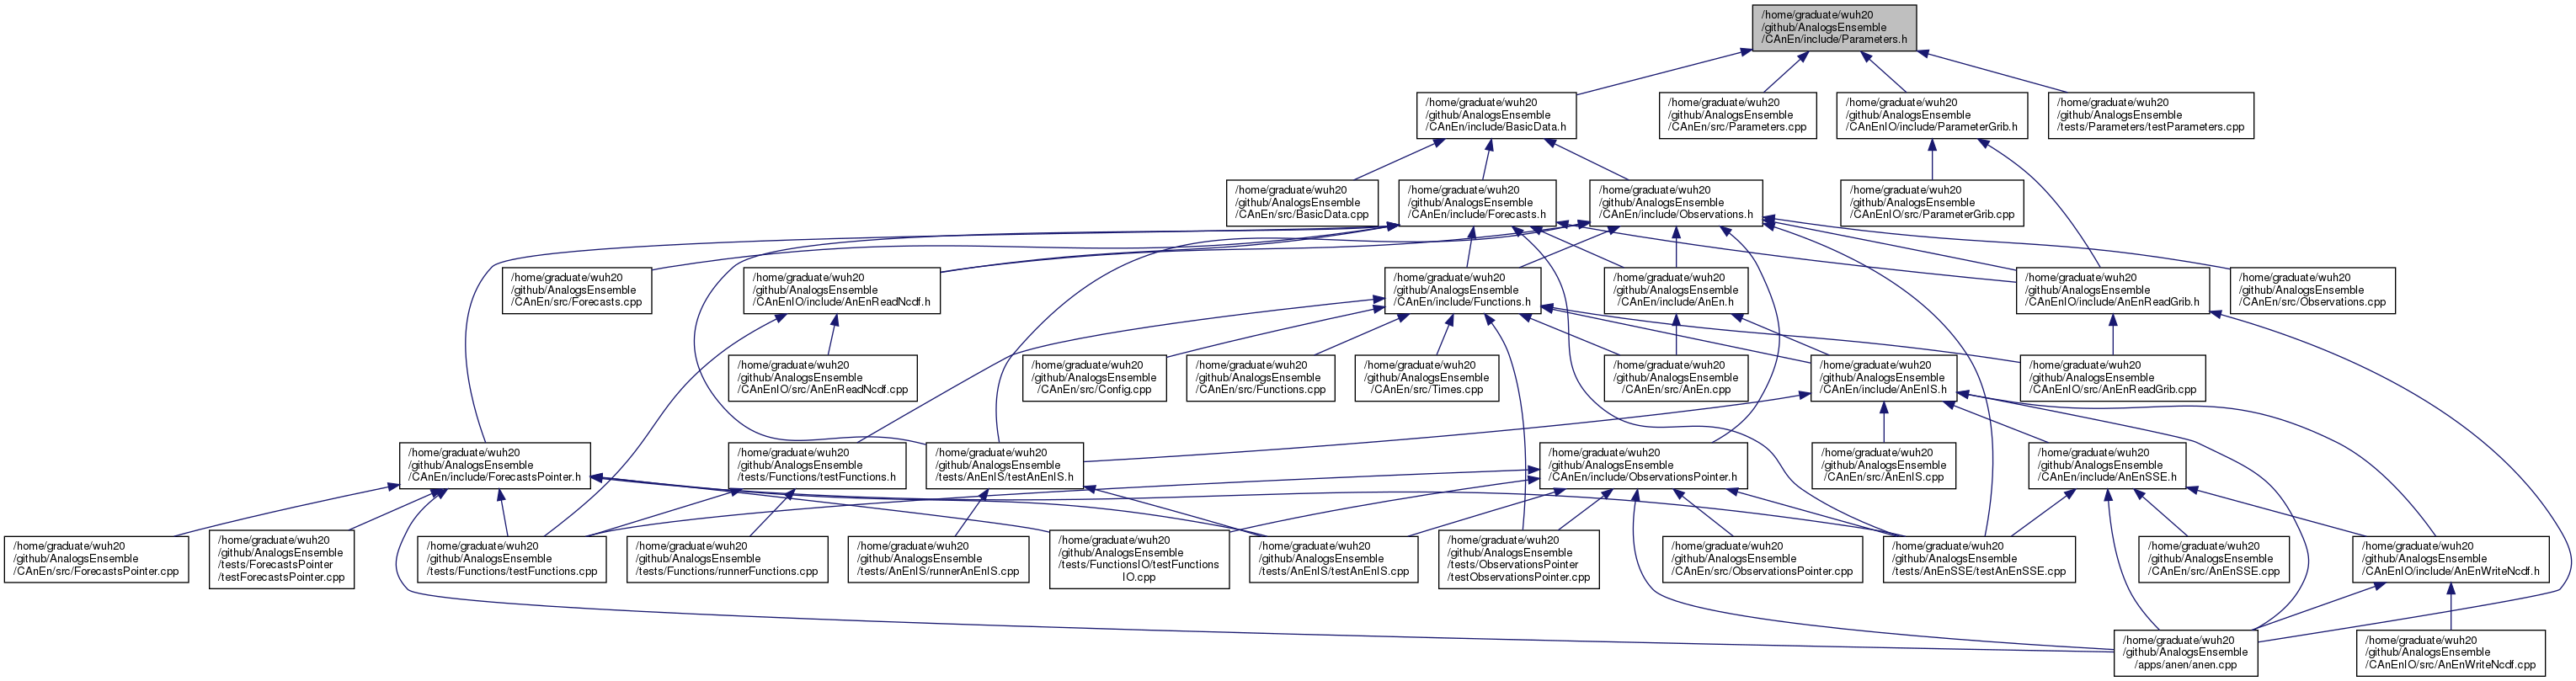 /home/graduate/wuh20
/github/AnalogsEnsemble
/CAnEn/include/Parameters.h
/home/graduate/wuh20
/github/AnalogsEnsemble
/CAnEn/include/BasicData.h
/home/graduate/wuh20
/github/AnalogsEnsemble
/CAnEn/src/Parameters.cpp
/home/graduate/wuh20
/github/AnalogsEnsemble
/CAnEnIO/include/ParameterGrib.h
/home/graduate/wuh20
/github/AnalogsEnsemble
/tests/Parameters/testParameters.cpp
/home/graduate/wuh20
/github/AnalogsEnsemble
/CAnEn/src/BasicData.cpp
/home/graduate/wuh20
/github/AnalogsEnsemble
/CAnEn/include/Forecasts.h
/home/graduate/wuh20
/github/AnalogsEnsemble
/CAnEn/include/Observations.h
/home/graduate/wuh20
/github/AnalogsEnsemble
/CAnEnIO/src/ParameterGrib.cpp
/home/graduate/wuh20
/github/AnalogsEnsemble
/CAnEn/src/Forecasts.cpp
/home/graduate/wuh20
/github/AnalogsEnsemble
/CAnEnIO/include/AnEnReadNcdf.h
/home/graduate/wuh20
/github/AnalogsEnsemble
/CAnEn/include/Functions.h
/home/graduate/wuh20
/github/AnalogsEnsemble
/CAnEn/include/AnEn.h
/home/graduate/wuh20
/github/AnalogsEnsemble
/CAnEnIO/include/AnEnReadGrib.h
/home/graduate/wuh20
/github/AnalogsEnsemble
/CAnEn/src/Observations.cpp
/home/graduate/wuh20
/github/AnalogsEnsemble
/CAnEnIO/src/AnEnReadNcdf.cpp
/home/graduate/wuh20
/github/AnalogsEnsemble
/CAnEn/src/Config.cpp
/home/graduate/wuh20
/github/AnalogsEnsemble
/CAnEn/src/Functions.cpp
/home/graduate/wuh20
/github/AnalogsEnsemble
/CAnEn/src/Times.cpp
/home/graduate/wuh20
/github/AnalogsEnsemble
/CAnEn/src/AnEn.cpp
/home/graduate/wuh20
/github/AnalogsEnsemble
/CAnEn/include/AnEnIS.h
/home/graduate/wuh20
/github/AnalogsEnsemble
/CAnEnIO/src/AnEnReadGrib.cpp
/home/graduate/wuh20
/github/AnalogsEnsemble
/CAnEn/include/ForecastsPointer.h
/home/graduate/wuh20
/github/AnalogsEnsemble
/tests/Functions/testFunctions.h
/home/graduate/wuh20
/github/AnalogsEnsemble
/tests/AnEnIS/testAnEnIS.h
/home/graduate/wuh20
/github/AnalogsEnsemble
/CAnEn/include/ObservationsPointer.h
/home/graduate/wuh20
/github/AnalogsEnsemble
/CAnEn/src/AnEnIS.cpp
/home/graduate/wuh20
/github/AnalogsEnsemble
/CAnEn/include/AnEnSSE.h
/home/graduate/wuh20
/github/AnalogsEnsemble
/CAnEn/src/ForecastsPointer.cpp
/home/graduate/wuh20
/github/AnalogsEnsemble
/tests/ForecastsPointer
/testForecastsPointer.cpp
/home/graduate/wuh20
/github/AnalogsEnsemble
/tests/Functions/testFunctions.cpp
/home/graduate/wuh20
/github/AnalogsEnsemble
/tests/Functions/runnerFunctions.cpp
/home/graduate/wuh20
/github/AnalogsEnsemble
/tests/AnEnIS/runnerAnEnIS.cpp
/home/graduate/wuh20
/github/AnalogsEnsemble
/tests/FunctionsIO/testFunctions
IO.cpp
/home/graduate/wuh20
/github/AnalogsEnsemble
/tests/AnEnIS/testAnEnIS.cpp
/home/graduate/wuh20
/github/AnalogsEnsemble
/tests/ObservationsPointer
/testObservationsPointer.cpp
/home/graduate/wuh20
/github/AnalogsEnsemble
/CAnEn/src/ObservationsPointer.cpp
/home/graduate/wuh20
/github/AnalogsEnsemble
/tests/AnEnSSE/testAnEnSSE.cpp
/home/graduate/wuh20
/github/AnalogsEnsemble
/CAnEn/src/AnEnSSE.cpp
/home/graduate/wuh20
/github/AnalogsEnsemble
/CAnEnIO/include/AnEnWriteNcdf.h
/home/graduate/wuh20
/github/AnalogsEnsemble
/apps/anen/anen.cpp
/home/graduate/wuh20
/github/AnalogsEnsemble
/CAnEnIO/src/AnEnWriteNcdf.cpp